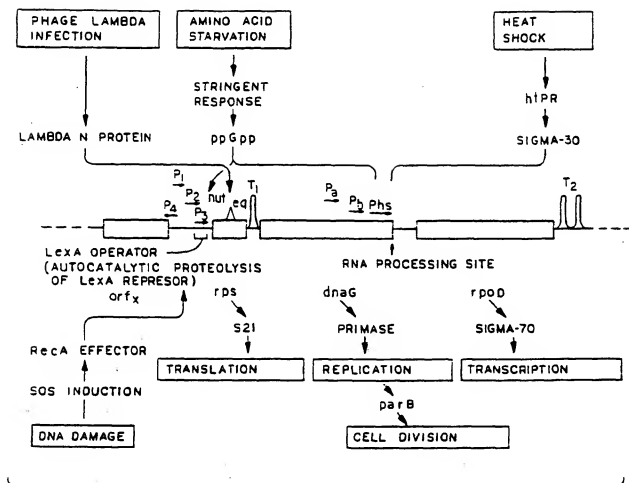 PHAGE LAMBDA
INFECTION
AMINO ACID
STARVATION
HEAT
SHOCK
STRINGENT
RESPONSE
htPR
LAMBDA N PROTEIN
ppGpp
SIGMA-30
P1
P2
P3
P4
nut
eq
T1
Pa
Pb
Phs
T2
LexA OPERATOR
(AUTOCATALYTIC PROTEOLYSIS
OF LexA REPRESOR)
orfx
RNA PROCESSING SITE
rps
dnaG
rpoD
S21
PRIMASE
SIGMA-70
RecA EFFECTOR
TRANSLATION
REPLICATION
TRANSCRIPTION
SOS INDUCTION
parB
DNA DAMAGE
CELL DIVISION